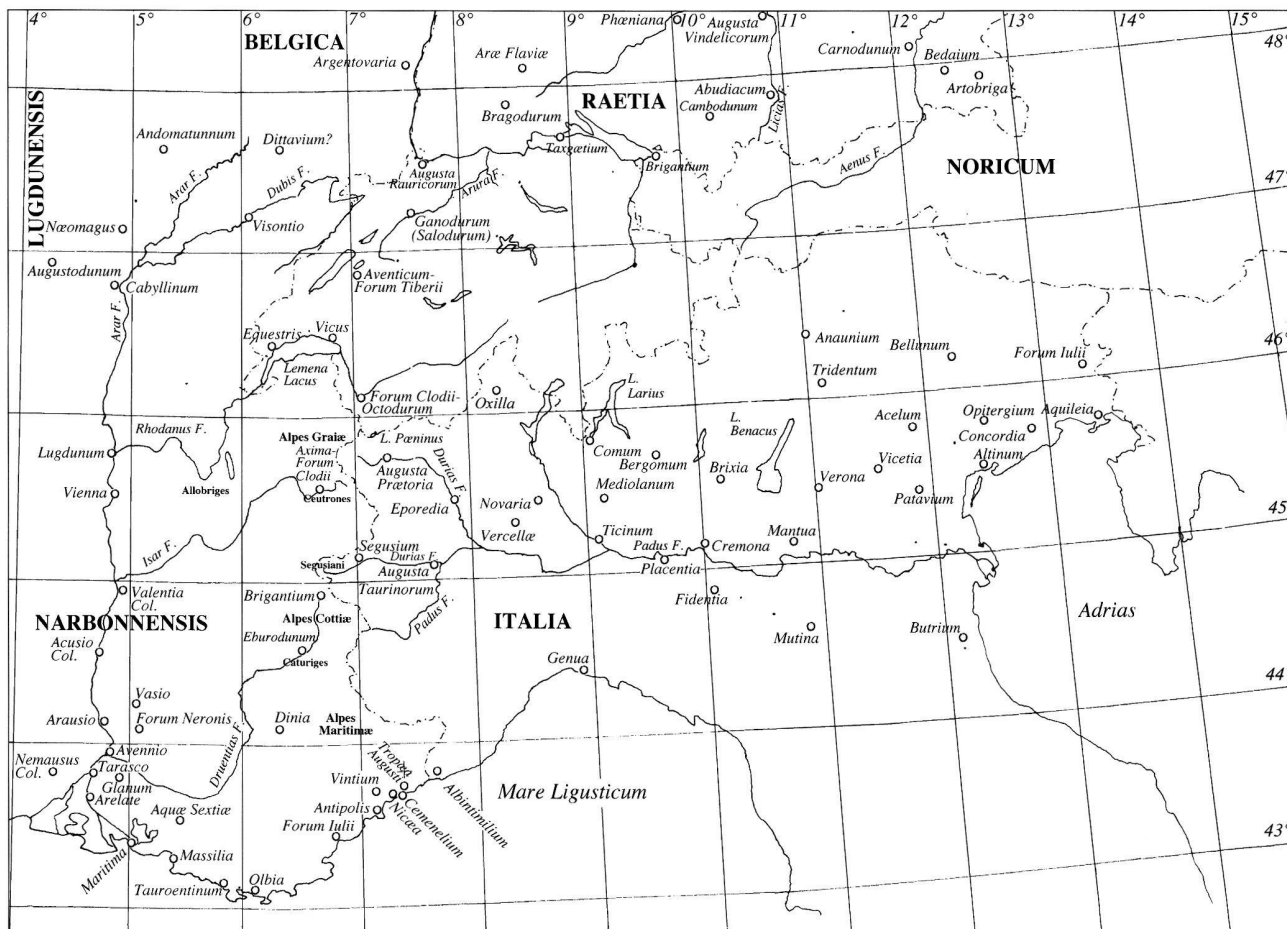 4° 5° 6° 7° 8° 9° 10° 11° 12° 13° 14° 15°
48°
BELGICA
Phœniana
Augusta
Vindelicorum
Carnodunum
Bedaium
Artobriga
Argentovaria
Aræ Flaviæ
RAETIA
Abudiacum
Cambodunum
Licias F.
Bragodurum
LUGDUNENSIS
Andomatunnum
Dittavium?
Taxgætium
Brigantium
Aenus F.
NORICUM
47°
Arar F.
Dubis F.
Augusta
Rauricorum
Arura F.
Nœomagus
Visontio
Ganodurum
(Salodurum)
Augustodunum
Cabyllinum
Aventicum-
Forum Tiberii
Arar F.
46°
Equestris
Vicus
Lemena
Lacus
Anaunium
Bellunum
Forum Iulii
Tridentum
Forum Clodii-
Octodurum
Oxilla
L.
Larius
L.
Benacus
Acelum
Opitergium
Aquileia
Concordia
Altinum
Rhodanus F.
Lugdunum
Alpes Graiæ
Axima-
Forum
Clodii
L. Pœninus
Augusta
Prætoria
Durias F.
Comum
Bergomum
Brixia
Verona
Vicetia
Patavium
Vienna
Allobriges
Ceutrones
Eporedia
Novaria
Mediolanum
Vercellæ
45°
Isar F.
Segusium
Segusiani
Durias F.
Augusta
Taurinorum
Ticinum
Padus F.
Placentia
Cremona
Mantua
Valentia
Col.
Brigantium
Fidentia
NARBONNENSIS
Alpes Cottiæ
Padus F.
ITALIA
Adrias
Acusio
Col.
Eburodunum
Caturiges
Mutina
Butrium
Genua
44°
Vasio
Arausio
Forum Neronis
Druentias F.
Dinia
Alpes
Maritimæ
Avennio
Nemausus
Col.
Tarasco
Glanum
Arelate
Tropæa
Augusti
Vintium
Albintimilium
Mare Ligusticum
Aquæ Sextiæ
Antipolis
Nicæa
Cemenelium
Forum Iulii
43°
Maritima
Massilia
Tauroentinum
Olbia